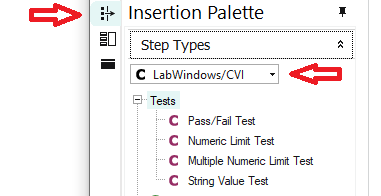 Insertion Palette
Step Types
C LabWindows/CVI
Tests
C Pass/Fail Test
C Numeric Limit Test
C Multiple Numeric Limit Test
C String Value Test